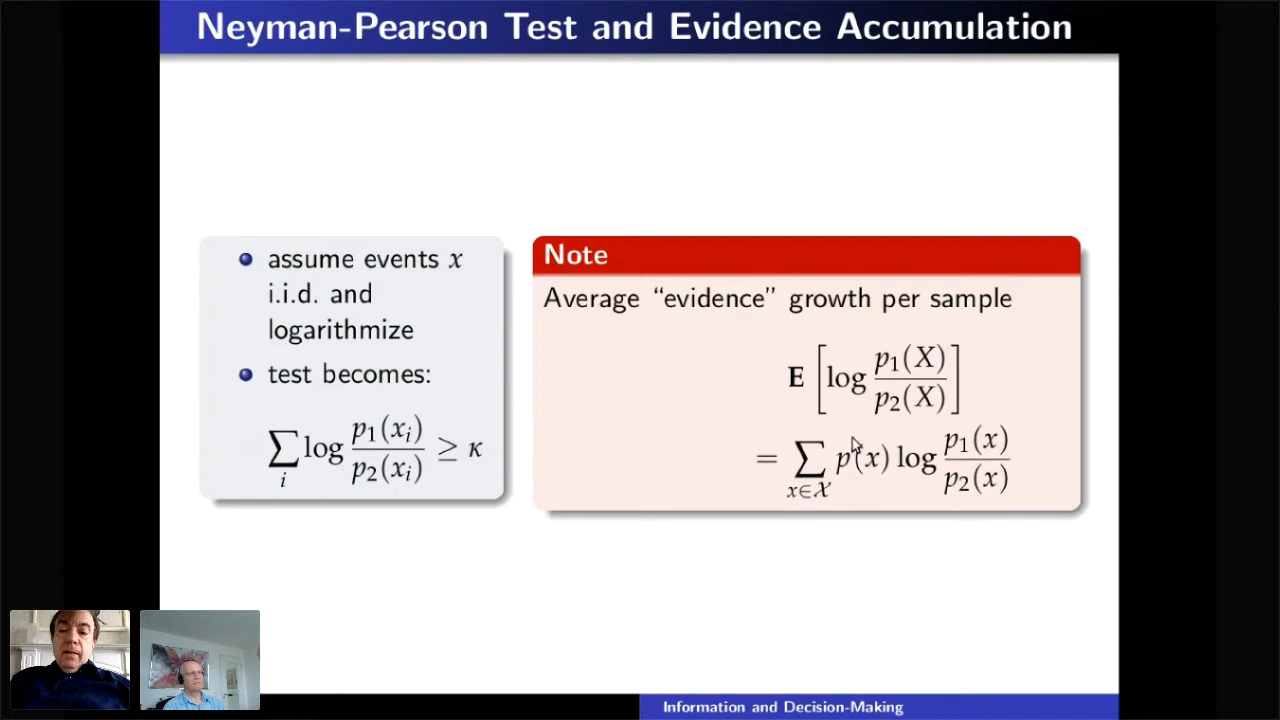 Neyman-Pearson Test and Evidence Accumulation
assume events x
i.i.d. and
logarithmize
test becomes:
∑_i log p₁(xᵢ)/p₂(xᵢ) ≥ κ
Note
Average “evidence” growth per sample
E [log p₁(X)/p₂(X)]
= ∑_{x∈𝒳} p(x) log p₁(x)/p₂(x)
Information and Decision-Making